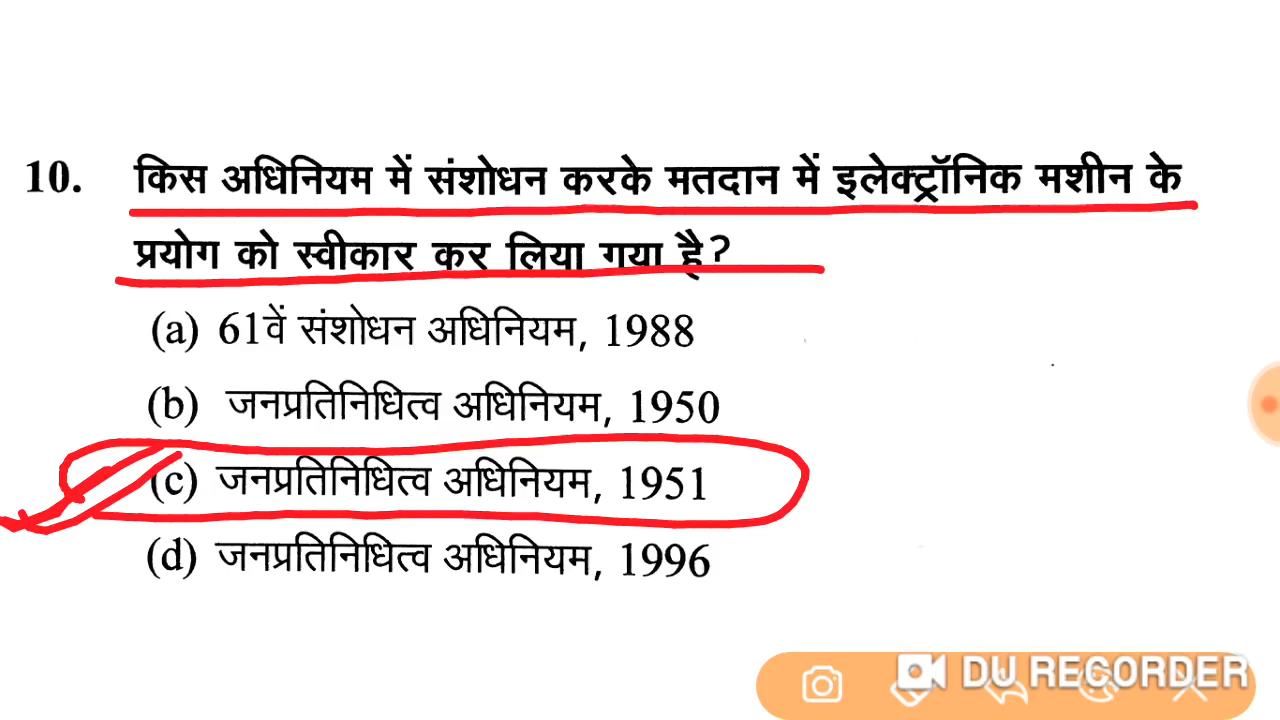 10. किस अधिनियम में संशोधन करके मतदान में इलेक्ट्रॉनिक मशीन के
प्रयोग को स्वीकार कर लिया गया है?
(a) 61वें संशोधन अधिनियम, 1988
(b) जनप्रतिनिधित्व अधिनियम, 1950
(c) जनप्रतिनिधित्व अधिनियम, 1951
(d) जनप्रतिनिधित्व अधिनियम, 1996
DU RECORDER